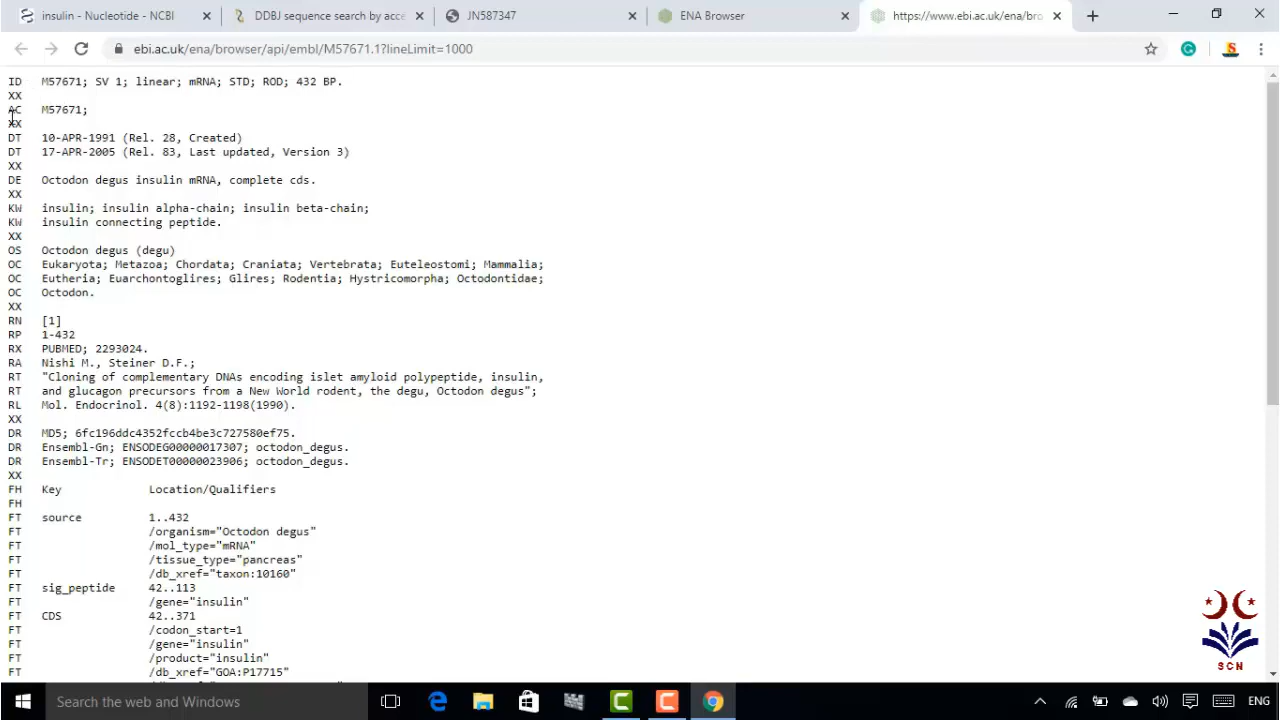 insulin - Nucleotide - NCBI
DDBJ sequence search by acce
JN587347
ENA Browser
https://www.ebi.ac.uk/ena/bro
ebi.ac.uk/ena/browser/api/embl/M57671.1?lineLimit=1000
ID M57671; SV 1; linear; mRNA; STD; ROD; 432 BP.
XX
AC M57671;
XX
DT 10-APR-1991 (Rel. 28, Created)
DT 17-APR-2005 (Rel. 83, Last updated, Version 3)
XX
DE Octodon degus insulin mRNA, complete cds.
XX
KW insulin; insulin alpha-chain; insulin beta-chain;
KW insulin connecting peptide.
XX
OS Octodon degus (degu)
OC Eukaryota; Metazoa; Chordata; Craniata; Vertebrata; Euteleostomi; Mammalia;
OC Eutheria; Euarchontoglires; Glires; Rodentia; Hystricomorpha; Octodontidae;
OC Octodon.
XX
RN [1]
RP 1-432
RX PUBMED; 2293024.
RA Nishi M., Steiner D.F.;
RT "Cloning of complementary DNAs encoding islet amyloid polypeptide, insulin,
RT and glucagon precursors from a New World rodent, the degu, Octodon degus";
RL Mol. Endocrinol. 4(8):1192-1198(1990).
XX
DR MD5; 6fc196ddc4352fccb4be3c727580ef75.
DR Ensembl-Gn; ENSODEG00000017307; octodon_degus.
DR Ensembl-Tr; ENSODET00000023906; octodon_degus.
XX
FH Key Location/Qualifiers
FH
FT source 1..432
FT /organism="Octodon degus"
FT /mol_type="mRNA"
FT /tissue_type="pancreas"
FT /db_xref="taxon:10160"
FT sig_peptide 42..113
FT /gene="insulin"
FT CDS 42..371
FT /codon_start=1
FT /gene="insulin"
FT /product="insulin"
FT /db_xref="GOA:P17715"
SCN
Search the web and Windows
ENG